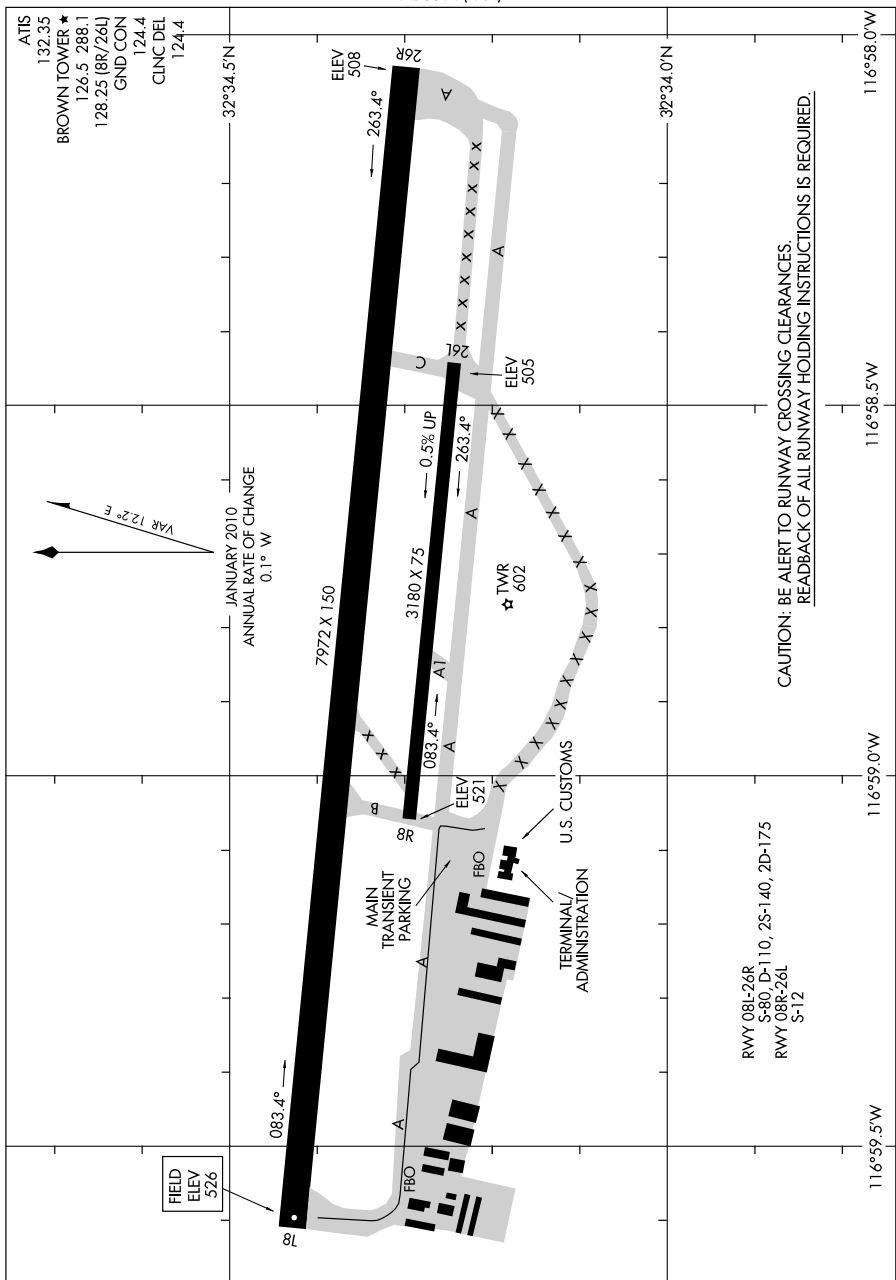 ATIS
132.35
BROWN TOWER ★
126.5 288.1
128.25 (8R/26L)
GND CON
124.4
CLNC DEL
124.4
32°34.5'N
32°34.0'N
JANUARY 2010
ANNUAL RATE OF CHANGE
0.1° W
VAR 12.2° E
FIELD
ELEV
526
8L
083.4°
7972 X 150
263.4°
ELEV
508
26R
A
X X X X X X X X X
A
C
26L
ELEV
505
0.5% UP
263.4°
3180 X 75
083.4°
8R
ELEV
521
A
A1
A
B
X X X
TWR
602
X X X X X X X X X X X X X X X X X X
MAIN
TRANSIENT
PARKING
A
A
FBO
FBO
U.S. CUSTOMS
TERMINAL/
ADMINISTRATION
RWY 08L-26R
S-80, D-110, 2S-140, 2D-175
RWY 08R-26L
S-12
CAUTION: BE ALERT TO RUNWAY CROSSING CLEARANCES.
READBACK OF ALL RUNWAY HOLDING INSTRUCTIONS IS REQUIRED.
116°59.5'W
116°59.0'W
116°58.5'W
116°58.0'W